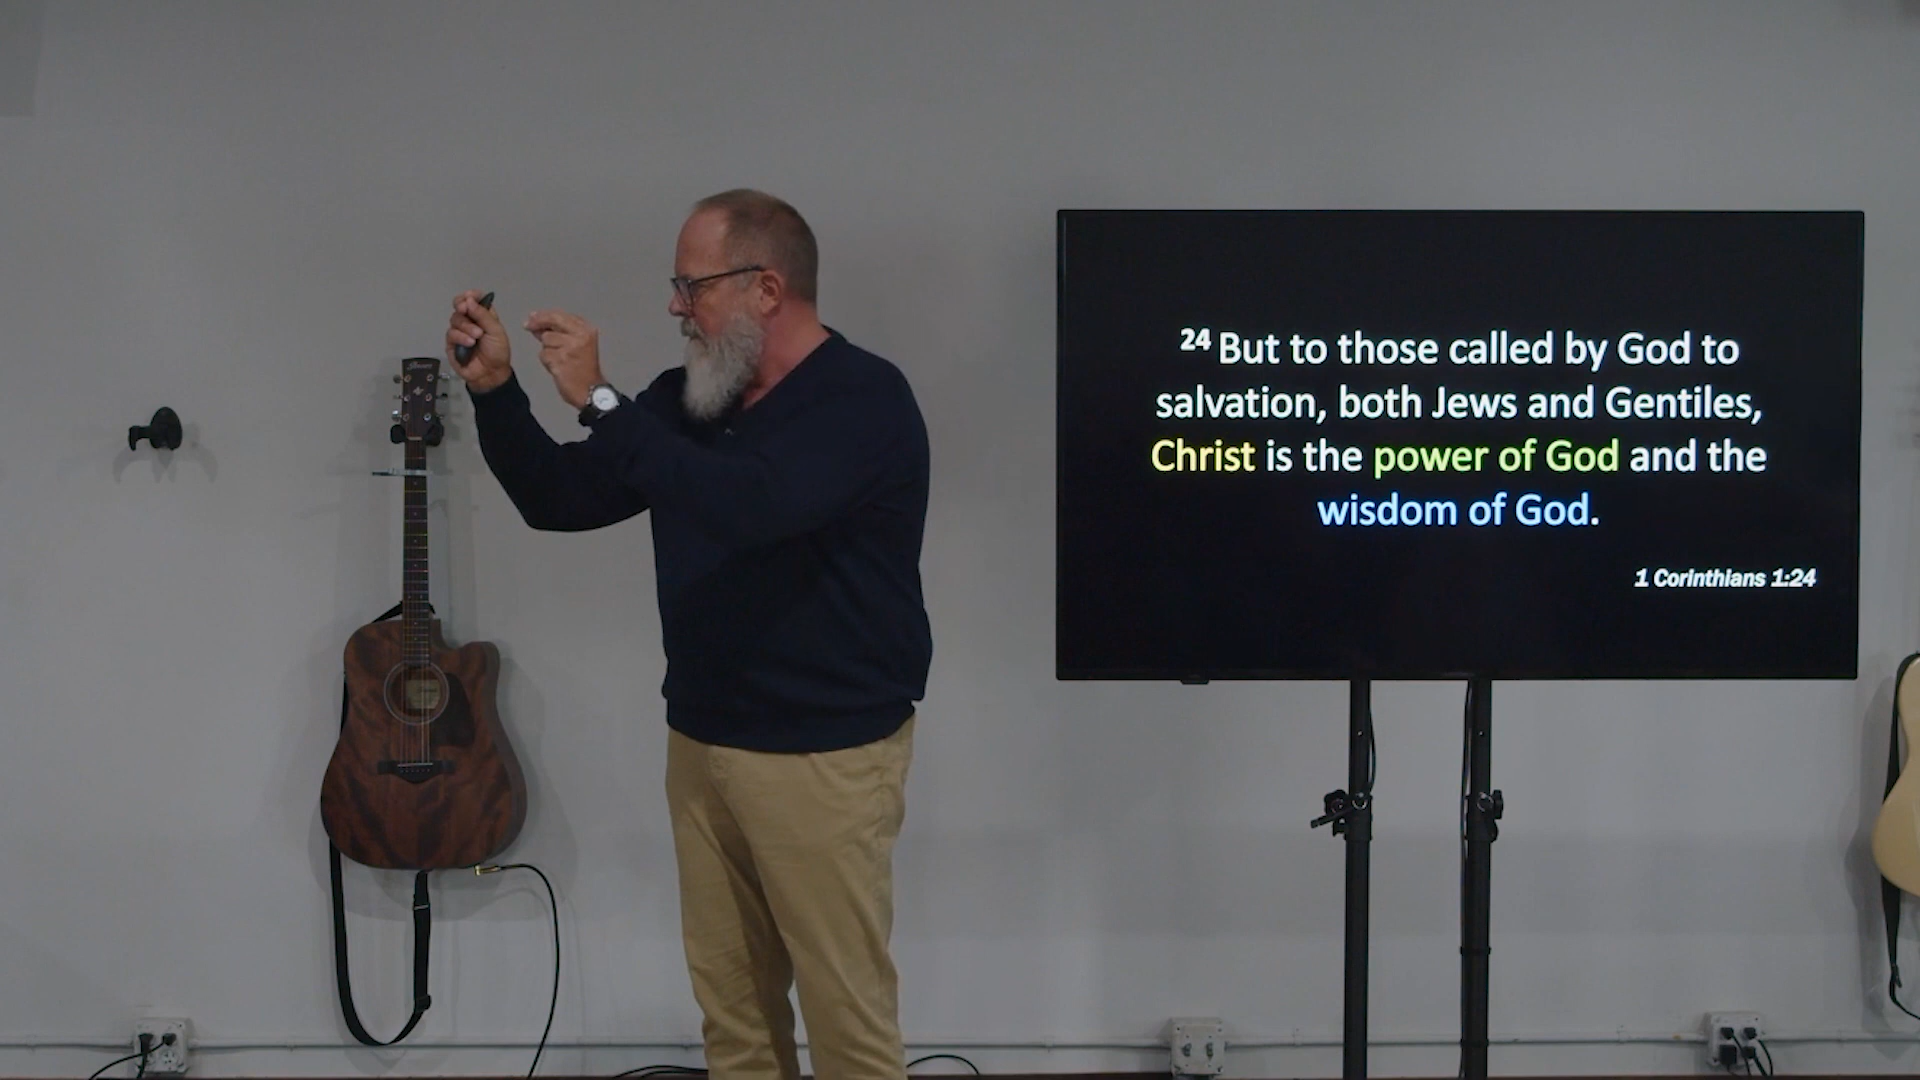 24 But to those called by God to
salvation, both Jews and Gentiles,
Christ is the power of God and the
wisdom of God.
1 Corinthians 1:24